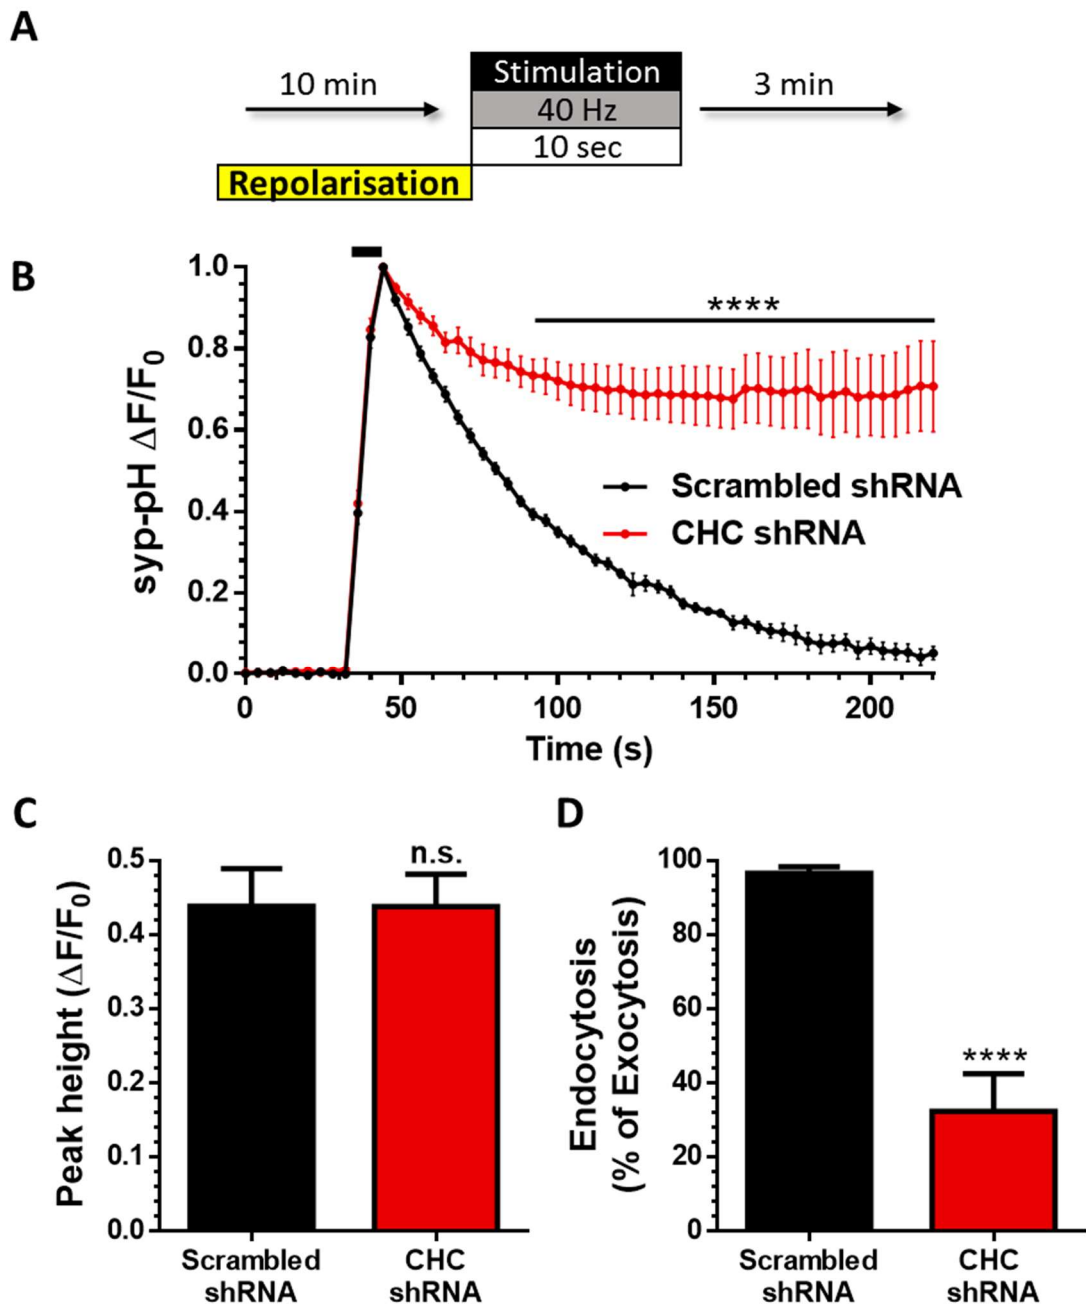 A
10 min
Stimulation
40 Hz
10 sec
3 min
Repolarisation
B
syp-pH ΔF/F₀
1.0
0.8
0.6
0.4
0.2
0.0
****
Scrambled shRNA
CHC shRNA
0
50
100
150
200
Time (s)
C
Peak height (ΔF/F₀)
0.5
0.4
0.3
0.2
0.1
0.0
n.s.
Scrambled
shRNA
CHC
shRNA
D
Endocytosis
(% of Exocytosis)
100
80
60
40
20
0
****
Scrambled
shRNA
CHC
shRNA